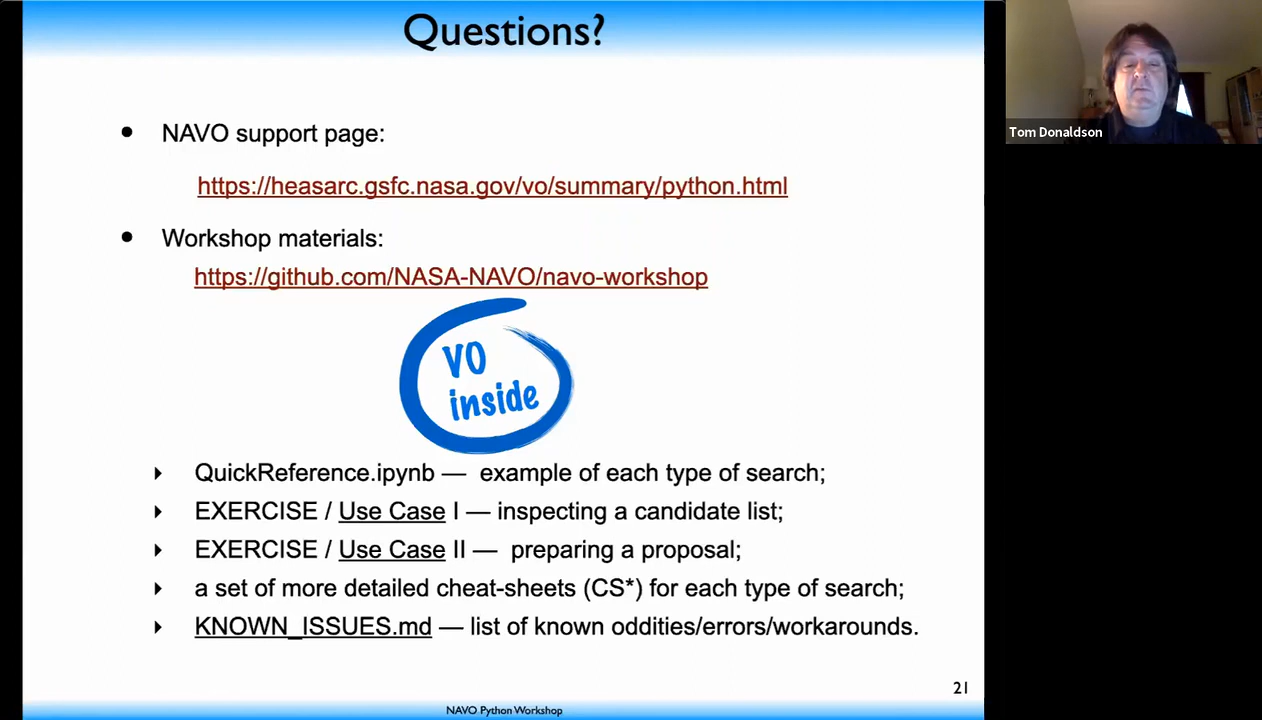 Questions?
Tom Donaldson
• NAVO support page:
https://heasarc.gsfc.nasa.gov/vo/summary/python.html
• Workshop materials:
https://github.com/NASA-NAVO/navo-workshop
VO
inside
QuickReference.ipynb — example of each type of search;
EXERCISE / Use Case I — inspecting a candidate list;
EXERCISE / Use Case II — preparing a proposal;
a set of more detailed cheat-sheets (CS*) for each type of search;
KNOWN_ISSUES.md — list of known oddities/errors/workarounds.
21
NAVO Python Workshop